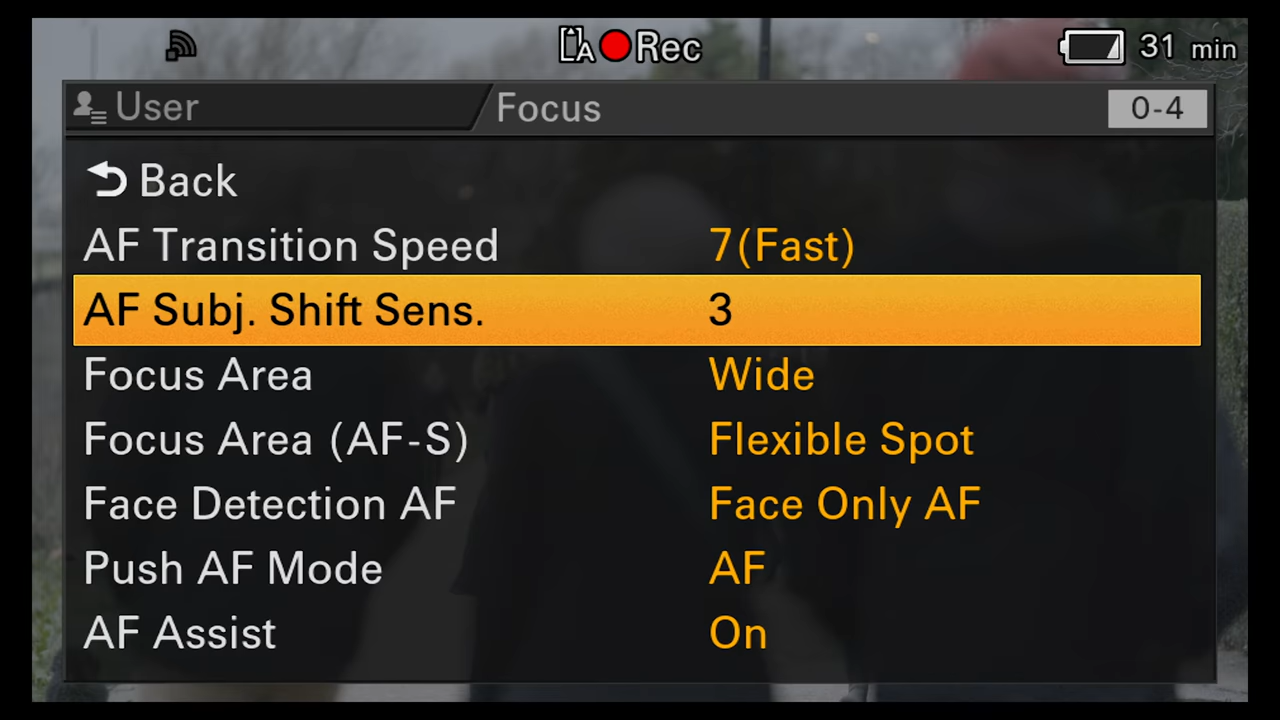 A Rec 31 min
User Focus 0-4
Back
AF Transition Speed 7(Fast)
AF Subj. Shift Sens. 3
Focus Area Wide
Focus Area (AF-S) Flexible Spot
Face Detection AF Face Only AF
Push AF Mode AF
AF Assist On